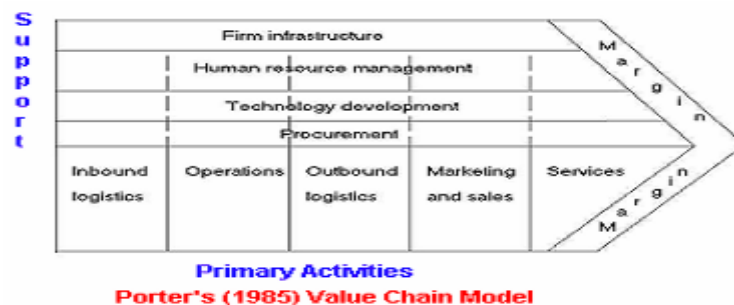 Support
Firm infrastructure
Human resource management
Technology development
Procurement
Margin
Inbound
logistics
Operations
Outbound
logistics
Marketing
and sales
Services
Margin
Primary Activities
Porter's (1985) Value Chain Model